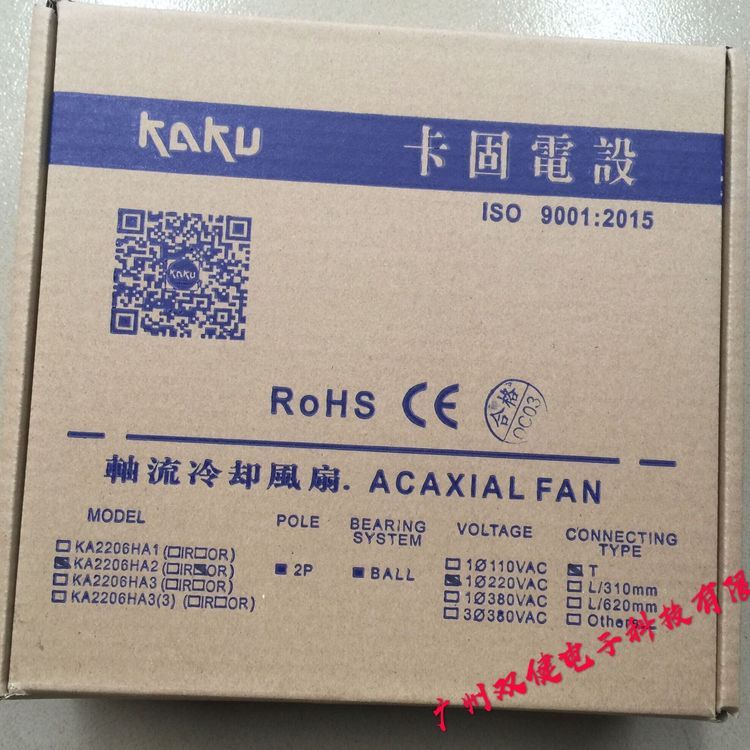 KAKU 卡固電設
ISO 9001:2015
KAKU
RoHS CE
合格
QC03
軸流冷却風扇. ACAXIAL FAN
MODEL POLE BEARING SYSTEM VOLTAGE CONNECTING TYPE
□KA2206HA1 (□IR□OR) ■ 2P ■ BALL □1Ø110VAC ■T
■KA2206HA2 (□IR■OR) ■1Ø220VAC □L/310mm
□KA2206HA3 (□IR□OR) □1Ø380VAC □L/620mm
□KA2206HA3(3) (□IR□OR) □3Ø380VAC □Others
广州双健电子科技有限